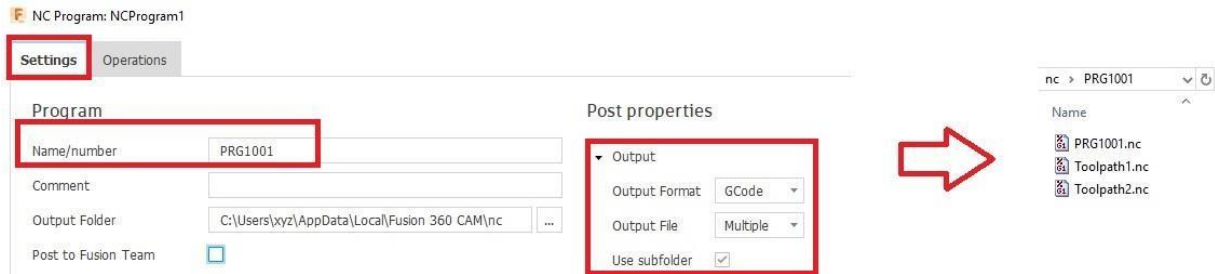 NC Program: NCProgram1
Settings Operations
Program
Name/number PRG1001
Comment
Output Folder C:\Users\xyz\AppData\Local\Fusion 360 CAM\nc ...
Post to Fusion Team
Post properties
Output
Output Format GCode
Output File Multiple
Use subfolder
nc > PRG1001
Name
PRG1001.nc
Toolpath1.nc
Toolpath2.nc